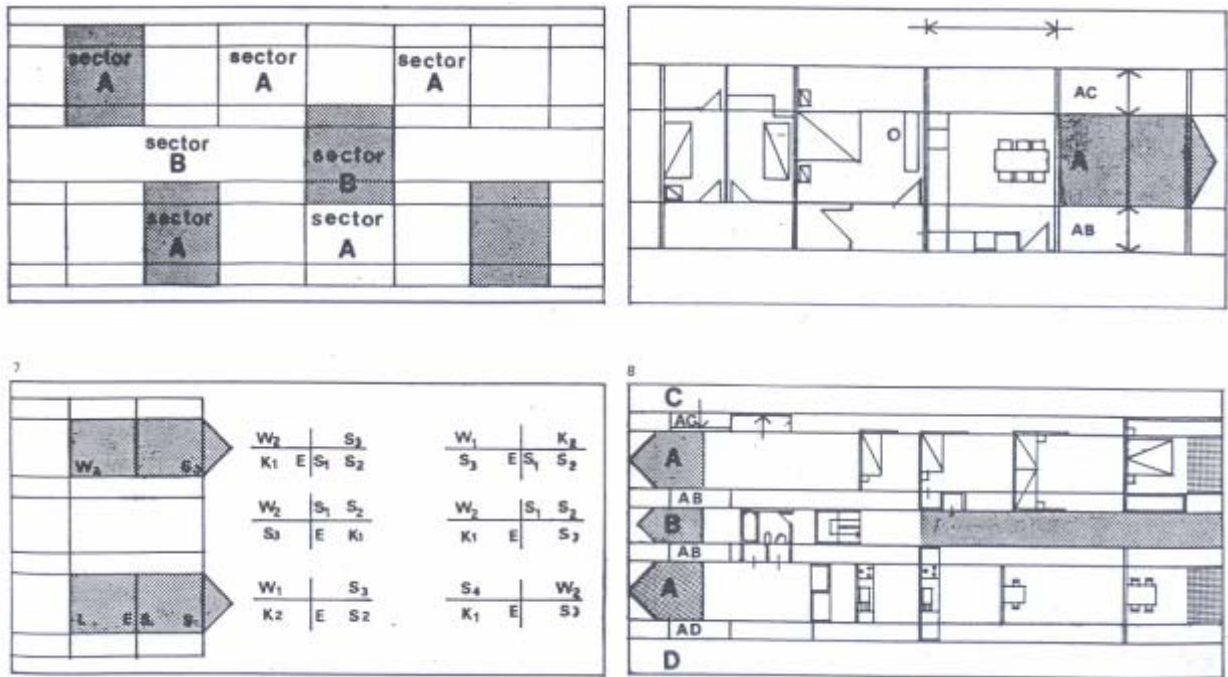 sector sector sector
A A A
sector
B
sector
B
sector
A
sector
A
AC
A
AB
7
W2
W2 S3
K1 E S1 S2
W1 K2
S3 E S1 S2
W2 S1 S2
S3 E K1
W2 S1 S2
K1 E S3
W1 S3
K2 E S2
S4 W2
K1 E S3
E
8
C
A
AB
B
AB
A
AD
D